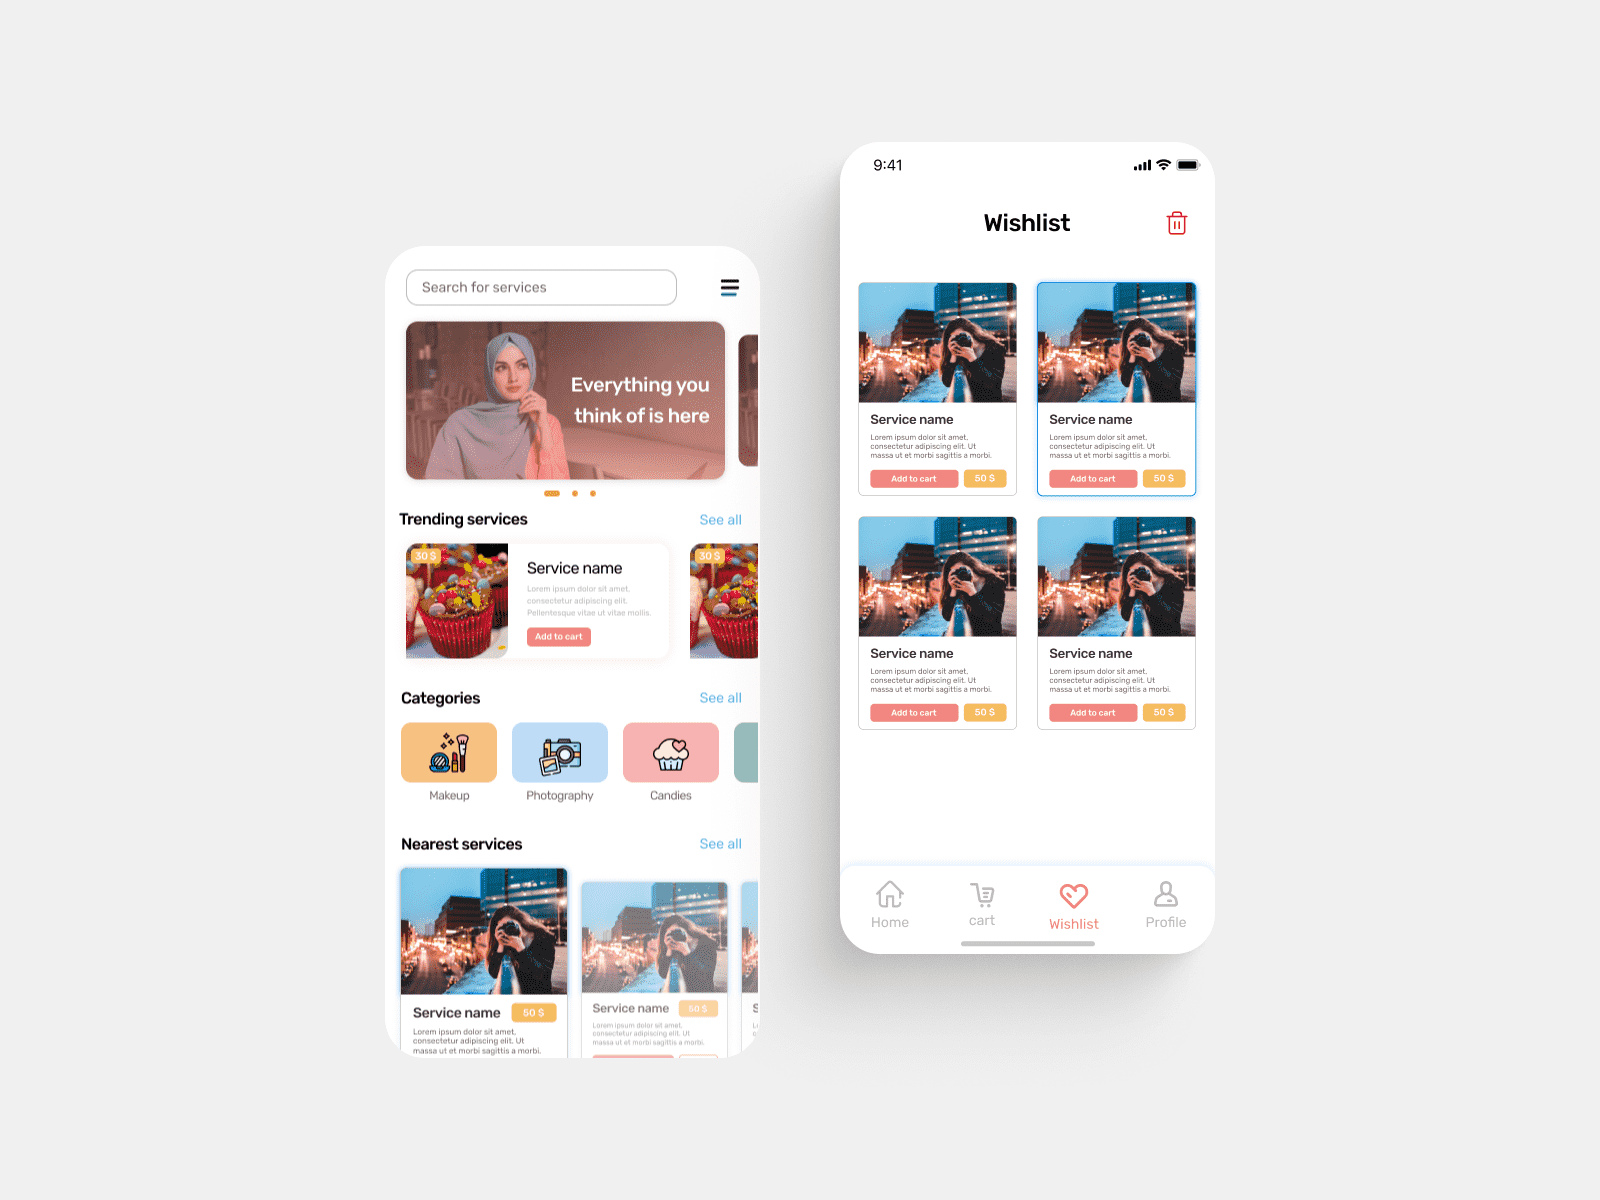 Search for services
Everything you
think of is here
Trending services
See all
30 $
Service name
Lorem ipsum dolor sit amet,
consectetur adipiscing elit.
Pellentesque vitae ut vitae mollis.
Add to cart
30 $
Categories
See all
Makeup
Photography
Candies
Nearest services
See all
Service name
50 $
Lorem ipsum dolor sit amet,
consectetur adipiscing elit. Ut
massa ut et morbi sagittis a morbi.
Service name
50 $
Lorem ipsum dolor sit amet,
consectetur adipiscing elit. Ut
massa ut et morbi sagittis a morbi.
9:41
Wishlist
Service name
Lorem ipsum dolor sit amet,
consectetur adipiscing elit. Ut
massa ut et morbi sagittis a morbi.
Add to cart
50 $
Service name
Lorem ipsum dolor sit amet,
consectetur adipiscing elit. Ut
massa ut et morbi sagittis a morbi.
Add to cart
50 $
Service name
Lorem ipsum dolor sit amet,
consectetur adipiscing elit. Ut
massa ut et morbi sagittis a morbi.
Add to cart
50 $
Service name
Lorem ipsum dolor sit amet,
consectetur adipiscing elit. Ut
massa ut et morbi sagittis a morbi.
Add to cart
50 $
Home
cart
Wishlist
Profile